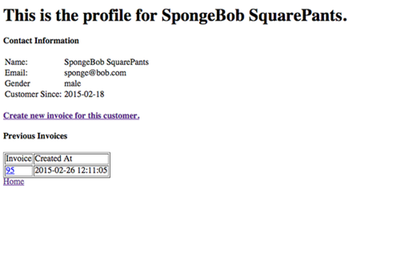 This is the profile for SpongeBob SquarePants.
Contact Information
Name: SpongeBob SquarePants
Email: sponge@bob.com
Gender male
Customer Since: 2015-02-18
Create new invoice for this customer.
Previous Invoices
Invoice Created At
95 2015-02-26 12:11:05
Home